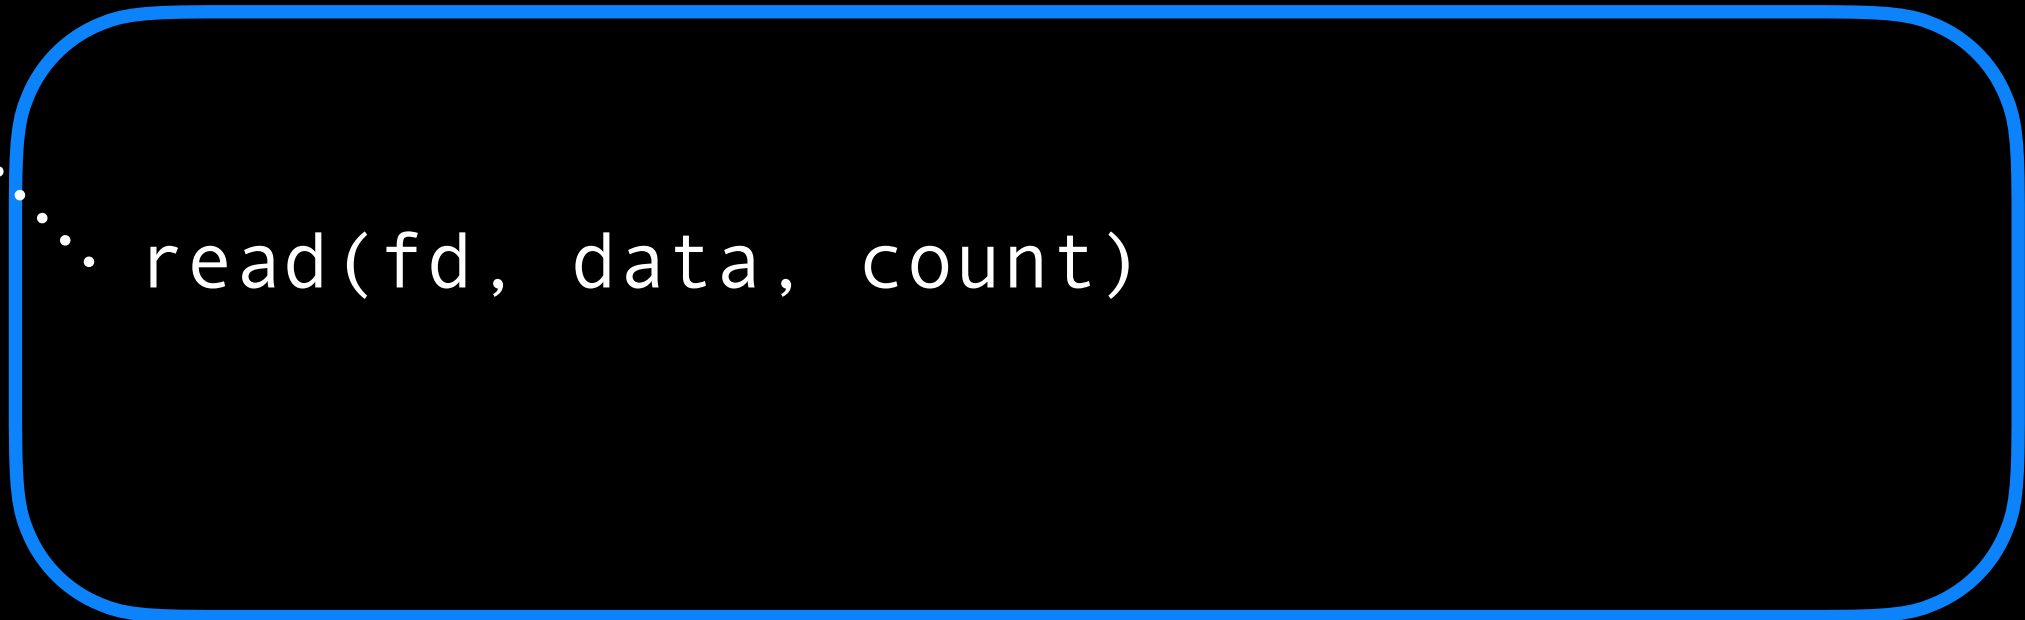 read(fd, data, count)